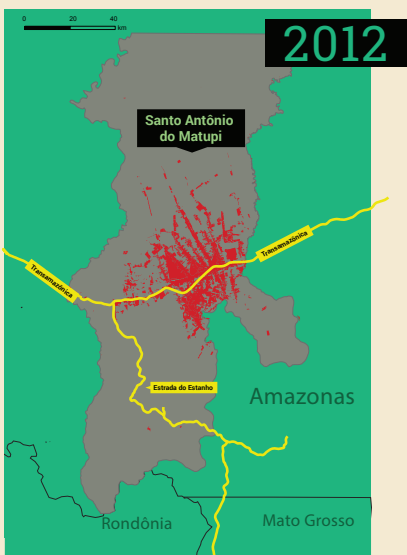 0 20 40
km
2012
Santo Antônio
do Matupi
Transamazônica
Transamazônica
Estrada do Estanho
Amazonas
Rondônia
Mato Grosso